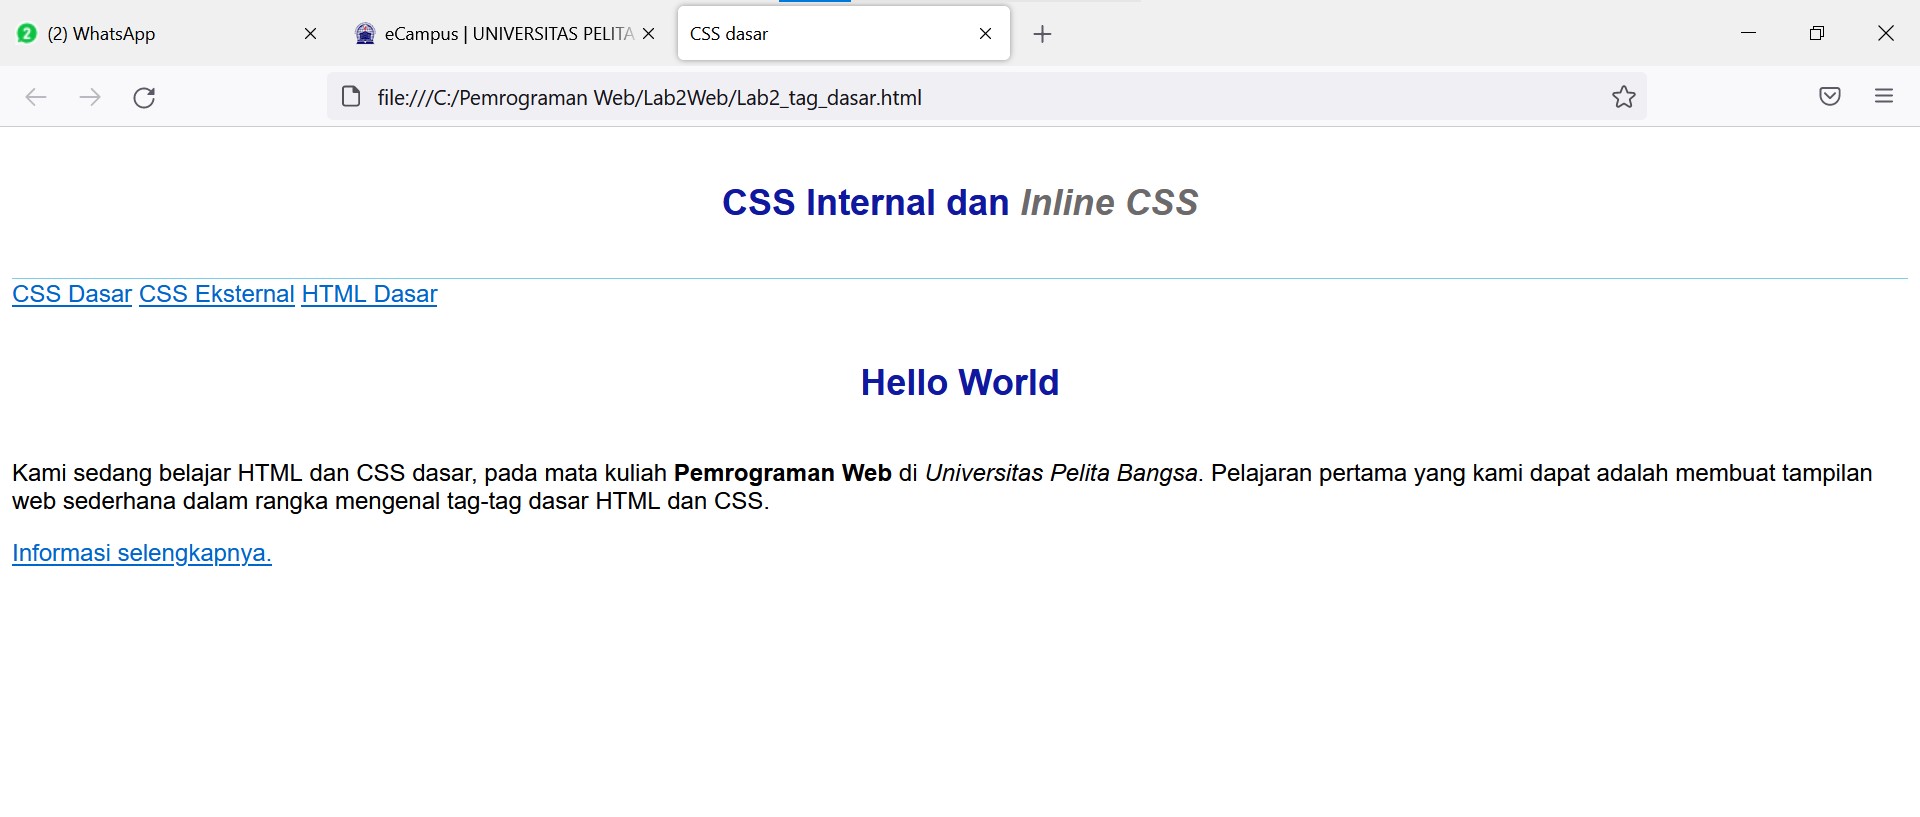 2 (2) WhatsApp eCampus | UNIVERSITAS PELITA CSS dasar
file:///C:/Pemrograman Web/Lab2Web/Lab2_tag_dasar.html
CSS Internal dan Inline CSS
CSS Dasar CSS Eksternal HTML Dasar
Hello World
Kami sedang belajar HTML dan CSS dasar, pada mata kuliah Pemrograman Web di Universitas Pelita Bangsa. Pelajaran pertama yang kami dapat adalah membuat tampilan
web sederhana dalam rangka mengenal tag-tag dasar HTML dan CSS.
Informasi selengkapnya.